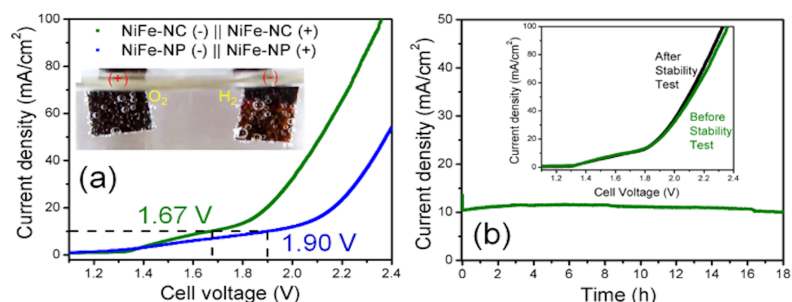 (a)
NiFe-NC (-) || NiFe-NC (+)
NiFe-NP (-) || NiFe-NP (+)
(+)
(-)
O2
H2
1.67 V
1.90 V
100
80
60
40
20
0
1.2
1.4
1.6
1.8
2.0
2.2
2.4
Current density (mA/cm²)
Cell voltage (V)
(a)
(b)
50
40
30
20
10
0
0
2
4
6
8
10
12
14
16
18
Current density (mA/cm²)
Time (h)
100
80
60
40
20
0
1.4
1.6
1.8
2.0
2.2
2.4
Current density (mA/cm²)
Cell Voltage (V)
After
Stability
Test
Before
Stability
Test
(b)